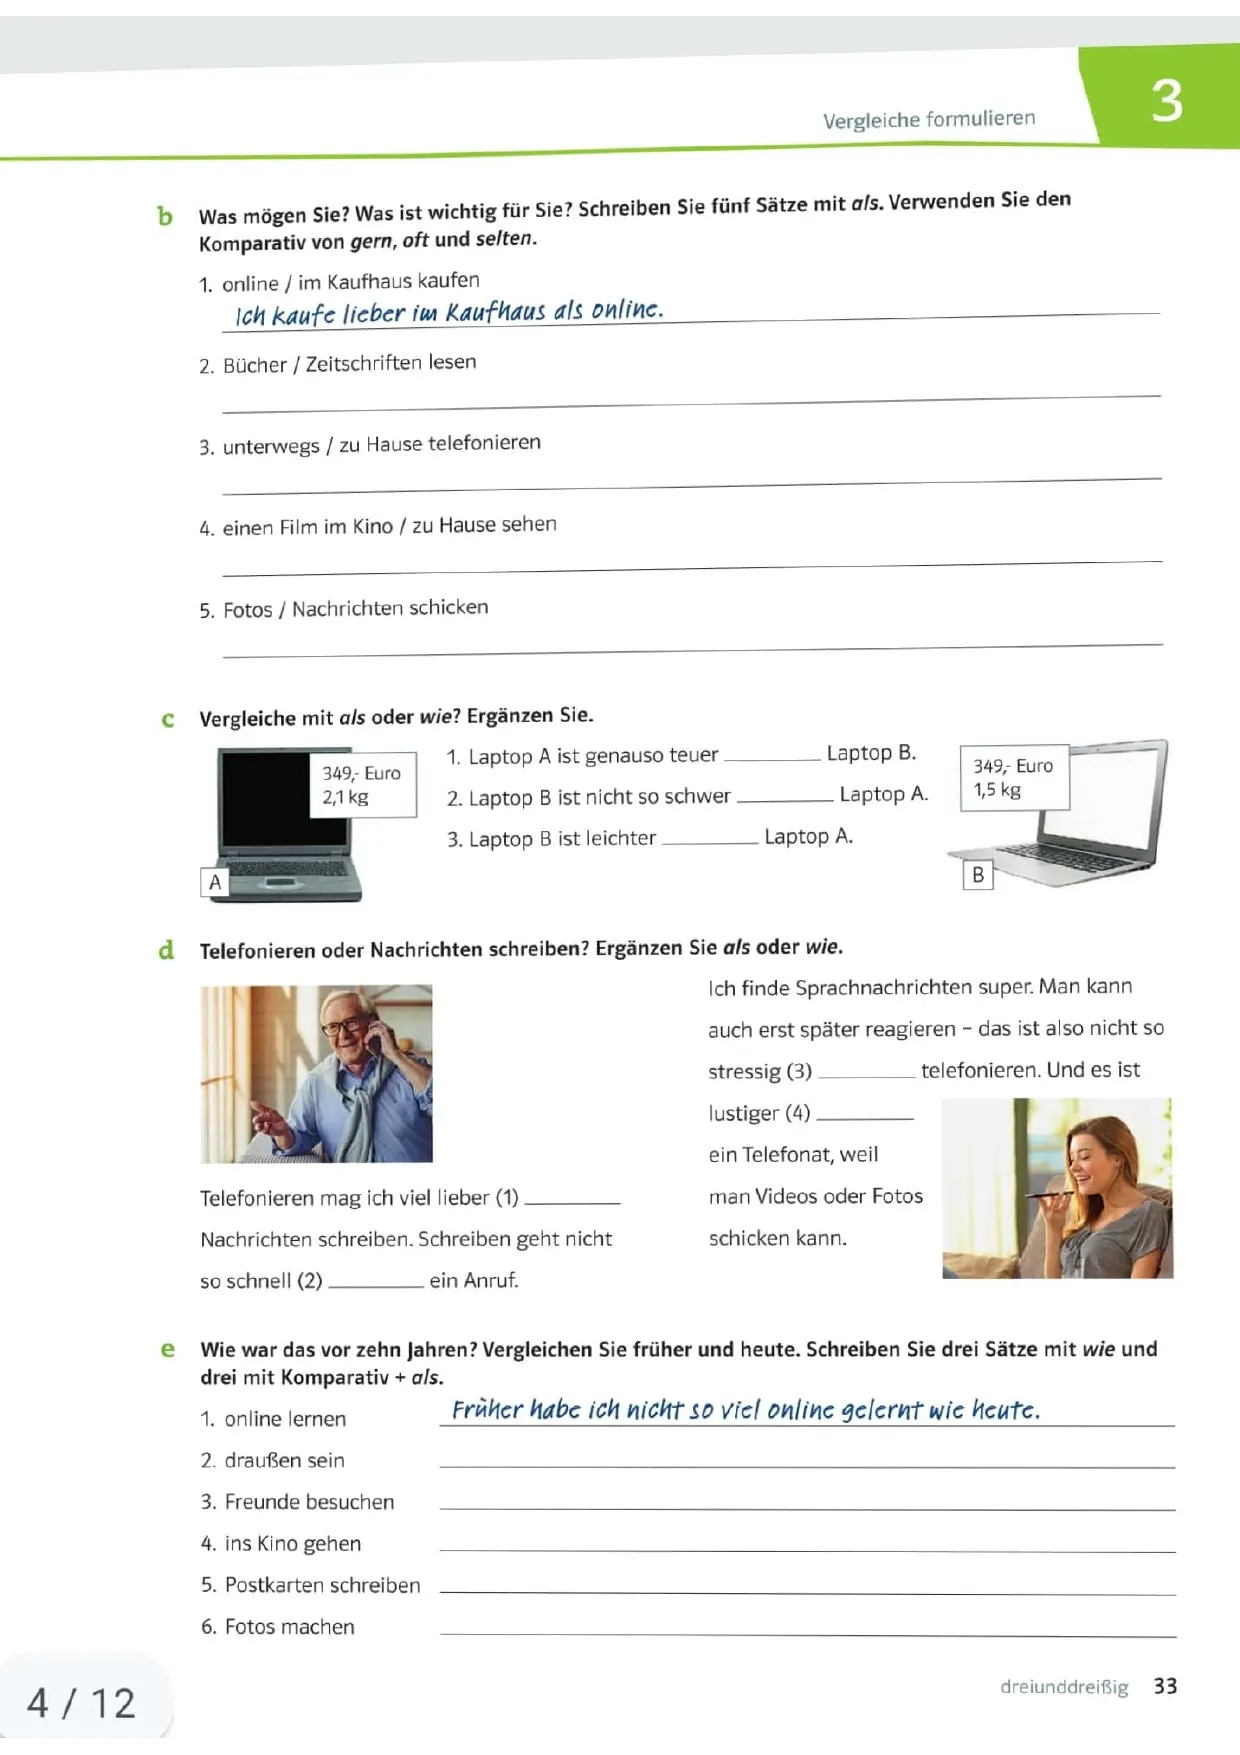 Vergleiche formulieren
3
b Was mögen Sie? Was ist wichtig für Sie? Schreiben Sie fünf Sätze mit als. Verwenden Sie den
Komparativ von gern, oft und selten.
1. online / im Kaufhaus kaufen
Ich kaufe lieber im Kaufhaus als online.
2. Bücher / Zeitschriften lesen
3. unterwegs / zu Hause telefonieren
4. einen Film im Kino / zu Hause sehen
5. Fotos / Nachrichten schicken
c Vergleiche mit als oder wie? Ergänzen Sie.
349,- Euro
2,1 kg
A
1. Laptop A ist genauso teuer ________ Laptop B.
2. Laptop B ist nicht so schwer ________ Laptop A.
3. Laptop B ist leichter ________ Laptop A.
349,- Euro
1,5 kg
B
d Telefonieren oder Nachrichten schreiben? Ergänzen Sie als oder wie.
Telefonieren mag ich viel lieber (1) ________
Nachrichten schreiben. Schreiben geht nicht
so schnell (2) ________ ein Anruf.
Ich finde Sprachnachrichten super. Man kann
auch erst später reagieren – das ist also nicht so
stressig (3) ________ telefonieren. Und es ist
lustiger (4) ________
ein Telefonat, weil
man Videos oder Fotos
schicken kann.
e Wie war das vor zehn Jahren? Vergleichen Sie früher und heute. Schreiben Sie drei Sätze mit wie und
drei mit Komparativ + als.
1. online lernen Früher habe ich nicht so viel online gelernt wie heute.
2. draußen sein
3. Freunde besuchen
4. ins Kino gehen
5. Postkarten schreiben
6. Fotos machen
4 / 12
dreiunddreißig 33